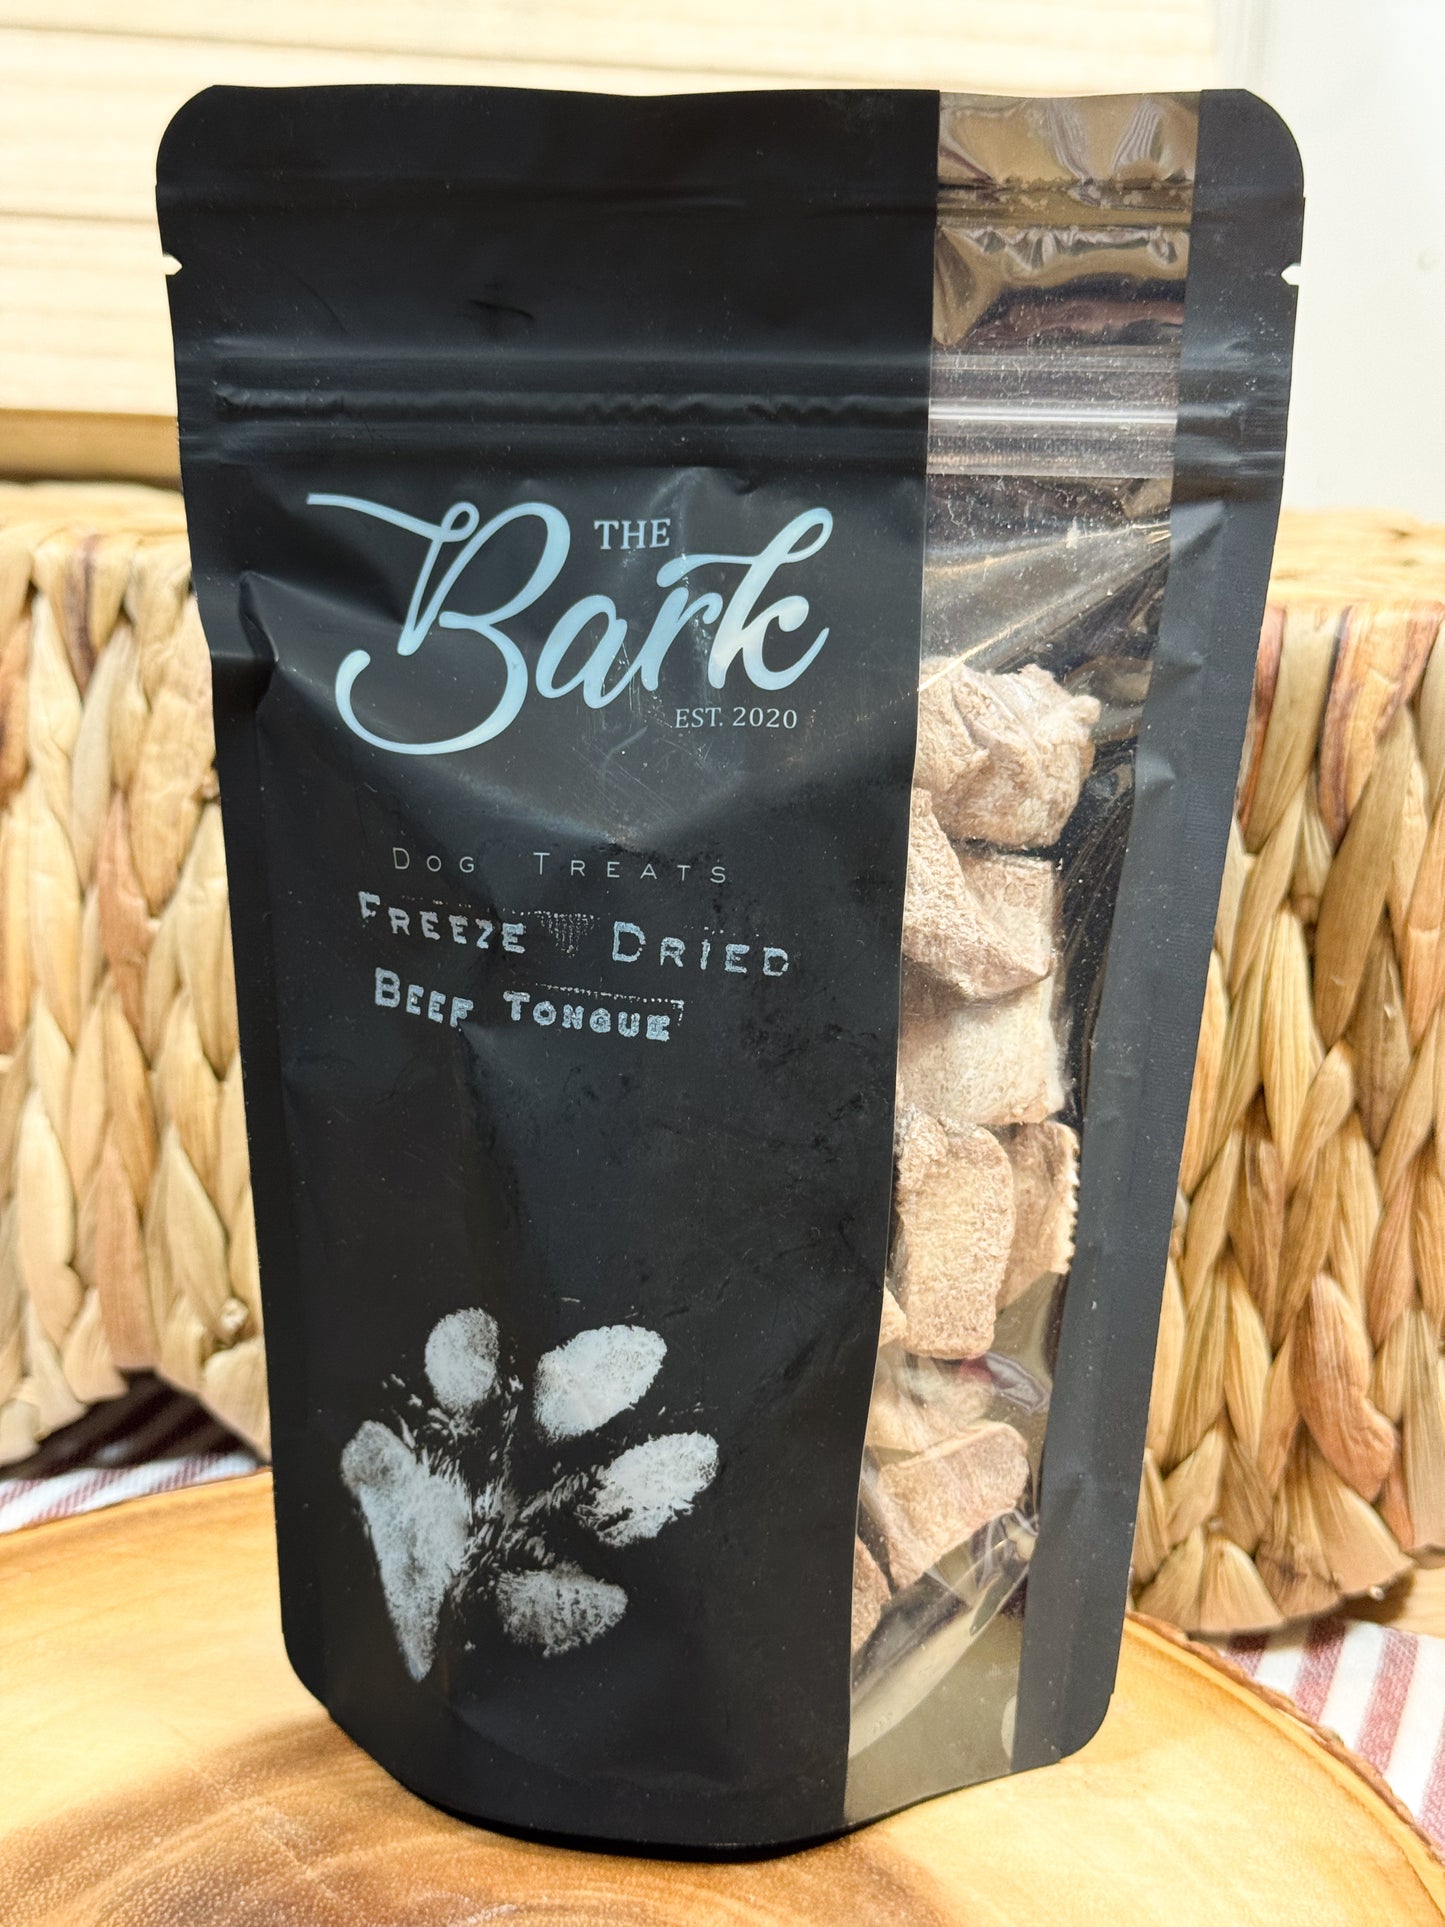 THE
Bark
EST. 2020
DOG TREATS
FREEZE DRIED
BEEF TONGUE